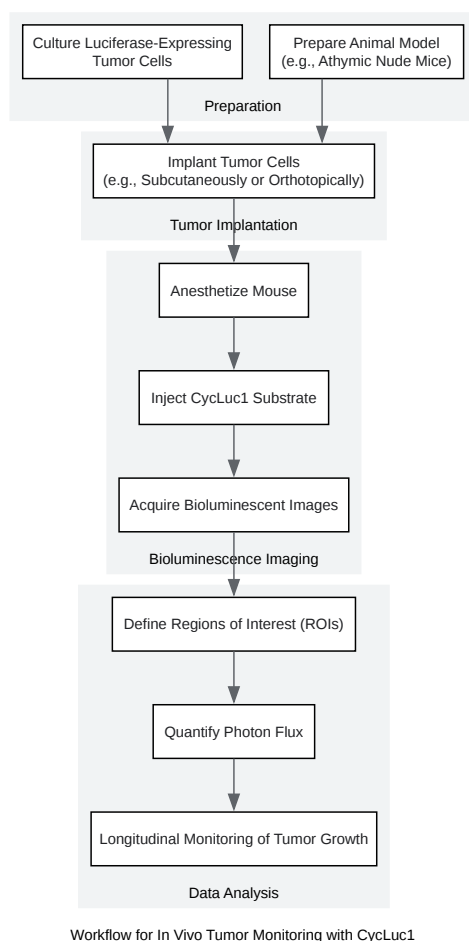 Culture Luciferase-Expressing
Tumor Cells
Prepare Animal Model
(e.g., Athymic Nude Mice)
Preparation
Implant Tumor Cells
(e.g., Subcutaneously or Orthotopically)
Tumor Implantation
Anesthetize Mouse
Inject CycLuc1 Substrate
Acquire Bioluminescent Images
Bioluminescence Imaging
Define Regions of Interest (ROIs)
Quantify Photon Flux
Longitudinal Monitoring of Tumor Growth
Data Analysis
Workflow for In Vivo Tumor Monitoring with CycLuc1